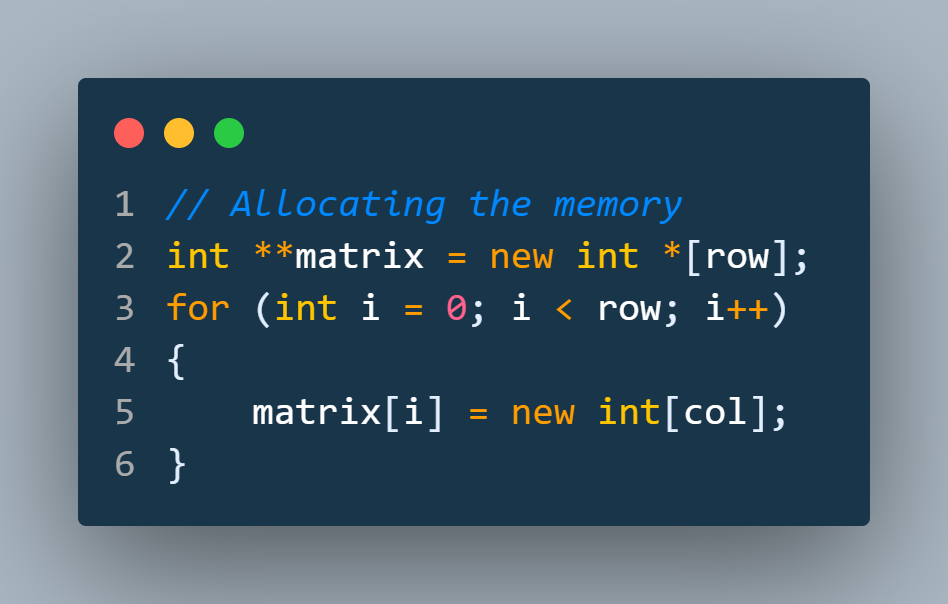 1 // Allocating the memory
2 int **matrix = new int *[row];
3 for (int i = 0; i < row; i++)
4 {
5     matrix[i] = new int[col];
6 }